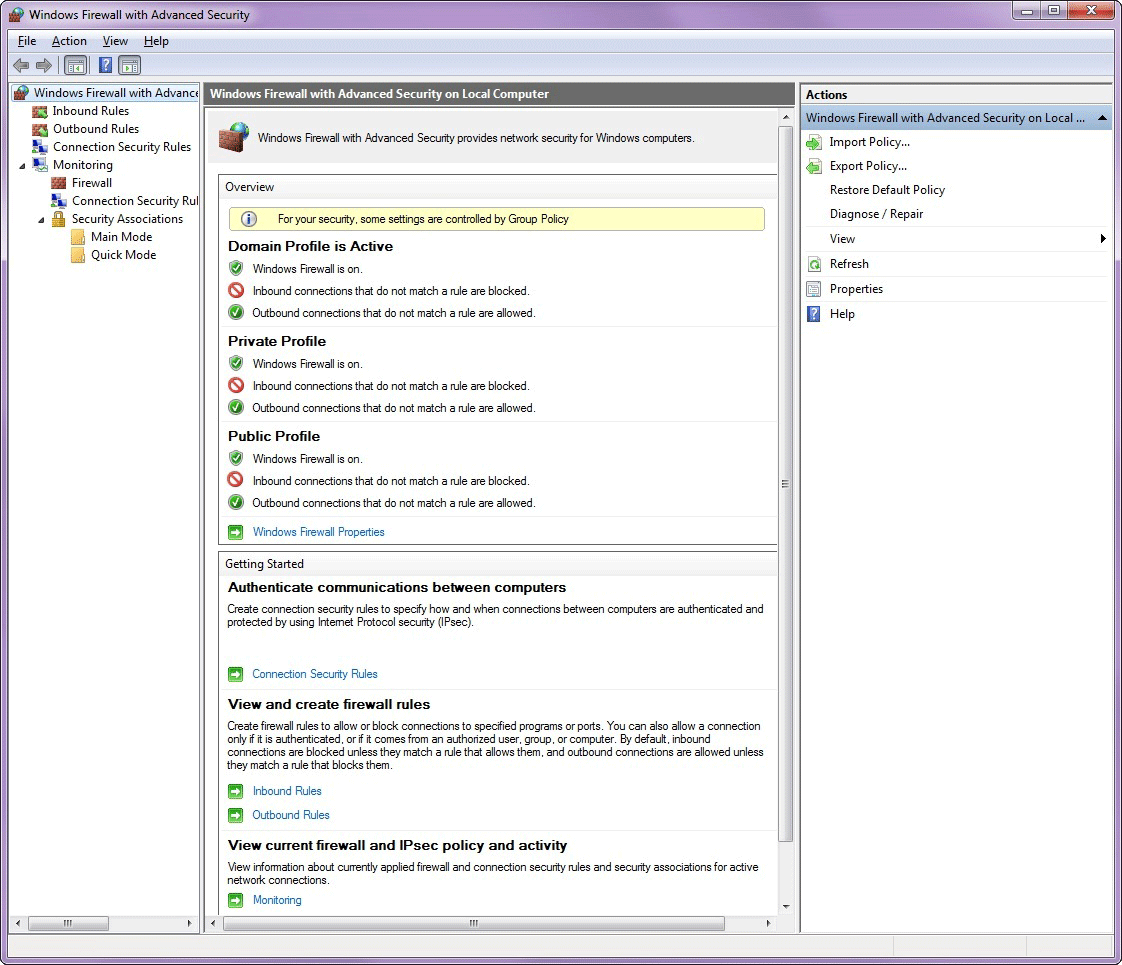 Windows Firewall with Advanced Security
File Action View Help
Windows Firewall with Advance
Inbound Rules
Outbound Rules
Connection Security Rules
Monitoring
Firewall
Connection Security Rul
Security Associations
Main Mode
Quick Mode
Windows Firewall with Advanced Security on Local Computer
Windows Firewall with Advanced Security provides network security for Windows computers.
Overview
For your security, some settings are controlled by Group Policy
Domain Profile is Active
Windows Firewall is on.
Inbound connections that do not match a rule are blocked.
Outbound connections that do not match a rule are allowed.
Private Profile
Windows Firewall is on.
Inbound connections that do not match a rule are blocked.
Outbound connections that do not match a rule are allowed.
Public Profile
Windows Firewall is on.
Inbound connections that do not match a rule are blocked.
Outbound connections that do not match a rule are allowed.
Windows Firewall Properties
Getting Started
Authenticate communications between computers
Create connection security rules to specify how and when connections between computers are authenticated and
protected by using Internet Protocol security (IPsec).
Connection Security Rules
View and create firewall rules
Create firewall rules to allow or block connections to specified programs or ports. You can also allow a connection
only if it is authenticated, or if it comes from an authorized user, group, or computer. By default, inbound
connections are blocked unless they match a rule that allows them, and outbound connections are allowed unless
they match a rule that blocks them.
Inbound Rules
Outbound Rules
View current firewall and IPsec policy and activity
View information about currently applied firewall and connection security rules and security associations for active
network connections.
Monitoring
Actions
Windows Firewall with Advanced Security on Local ...
Import Policy...
Export Policy...
Restore Default Policy
Diagnose / Repair
View
Refresh
Properties
Help